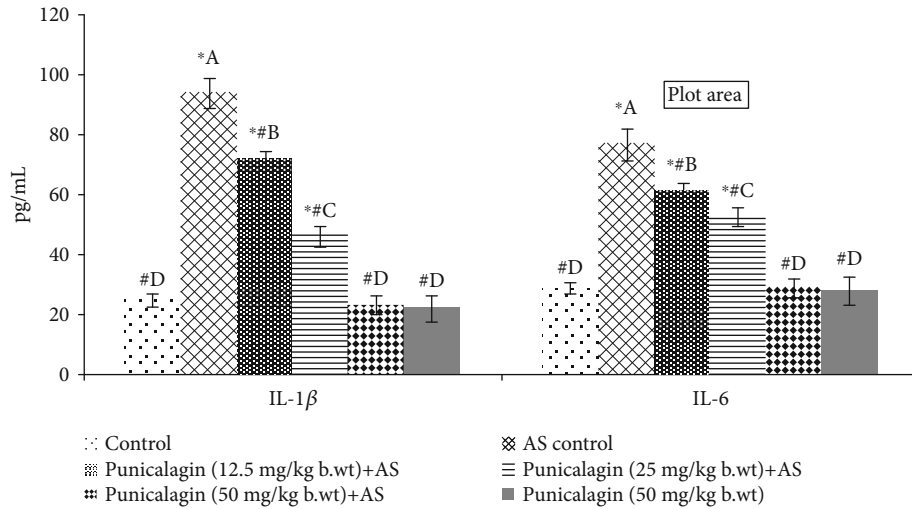 120
100
80
60
40
20
0
pg/mL
*A
*#B
*#C
#D
#D
#D
*A
*#B
*#C
#D
#D
#D
Plot area
IL-1β
IL-6
Control
AS control
Punicalagin (12.5 mg/kg b.wt)+AS
Punicalagin (25 mg/kg b.wt)+AS
Punicalagin (50 mg/kg b.wt)+AS
Punicalagin (50 mg/kg b.wt)